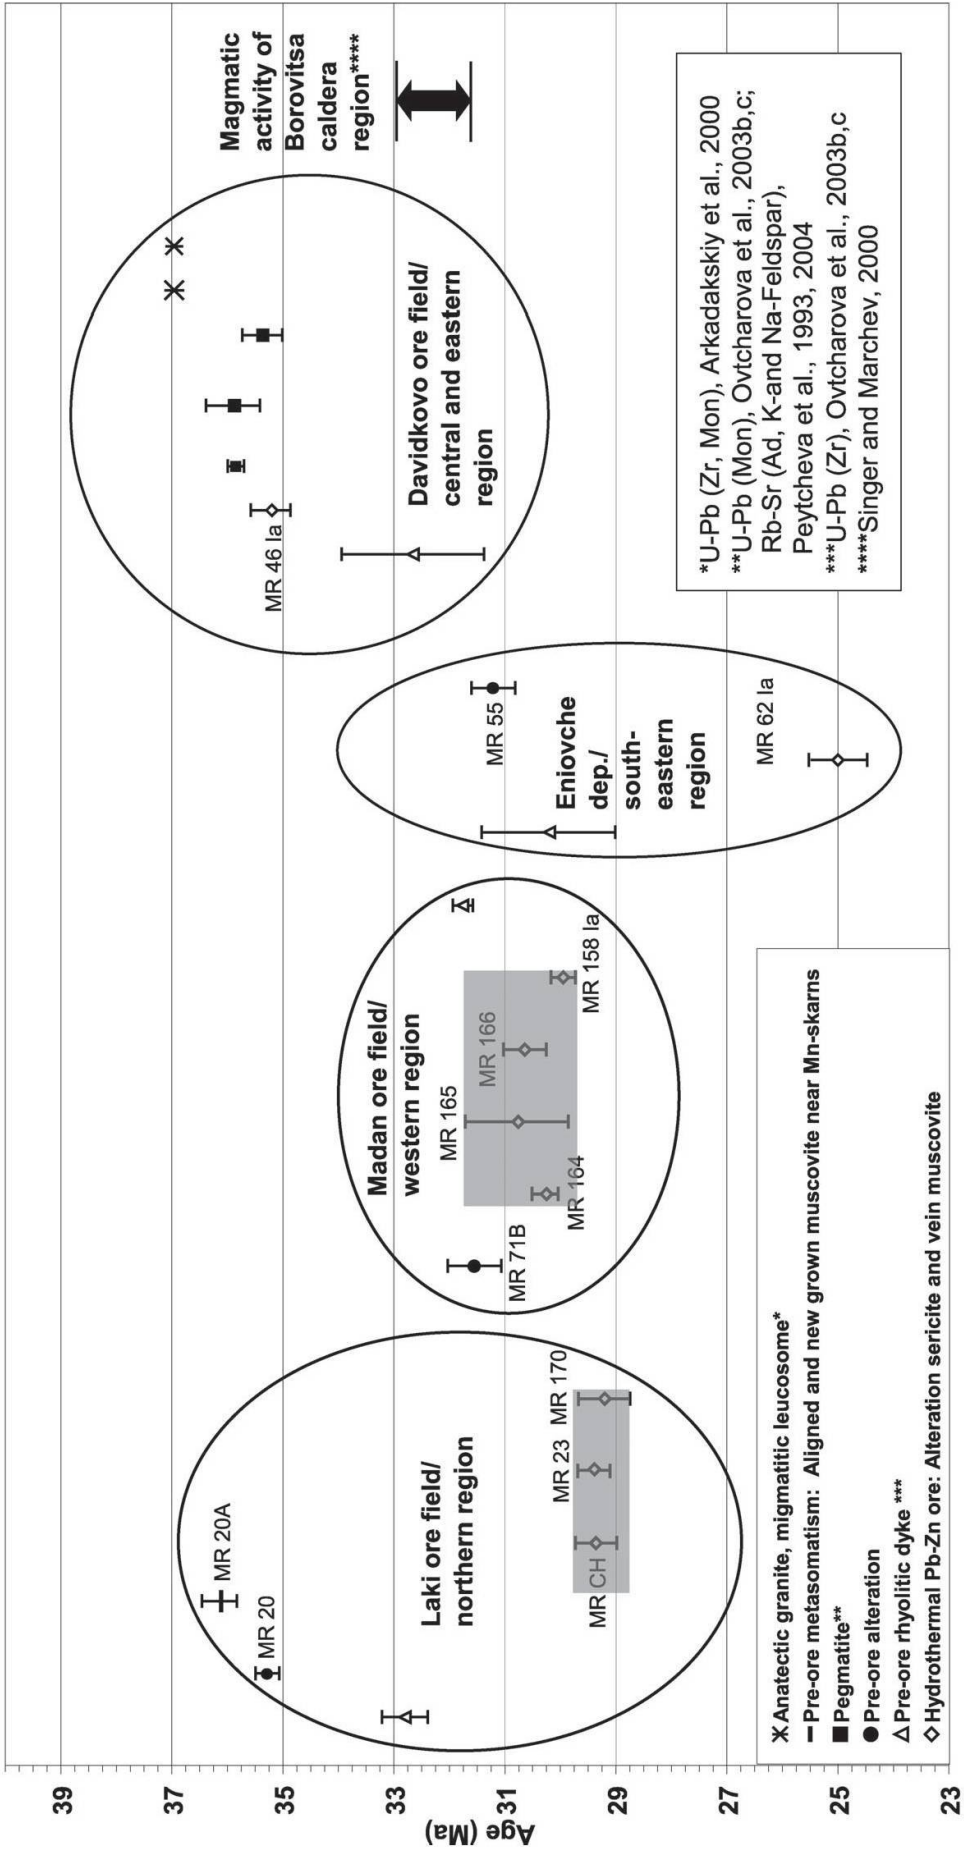 Age (Ma)
39
37
35
33
31
29
27
25
23
MR 20A
MR 20
Laki ore field/
northern region
MR CH
MR 23
MR 170
MR 71B
Madan ore field/
western region
MR 165
MR 166
MR 164
MR 158 Ia
MR 55
Eniovche
dep./
south-
eastern
region
MR 62 Ia
MR 46 Ia
Davidkovo ore field/
central and eastern
region
Magmatic
activity of
Borovitsa
caldera
region****
Anatectic granite, migmatitic leucosome*
Pre-ore metasomatism: Aligned and new grown muscovite near Mn-skarns
Pegmatite**
Pre-ore alteration
Pre-ore rhyolitic dyke ***
Hydrothermal Pb-Zn ore: Alteration sericite and vein muscovite
*U-Pb (Zr, Mon), Arkadakskiy et al., 2000
**U-Pb (Mon), Ovtcharova et al., 2003b,c;
Rb-Sr (Ad, K-and Na-Feldspar),
Peytcheva et al., 1993, 2004
***U-Pb (Zr), Ovtcharova et al., 2003b,c
****Singer and Marchev, 2000